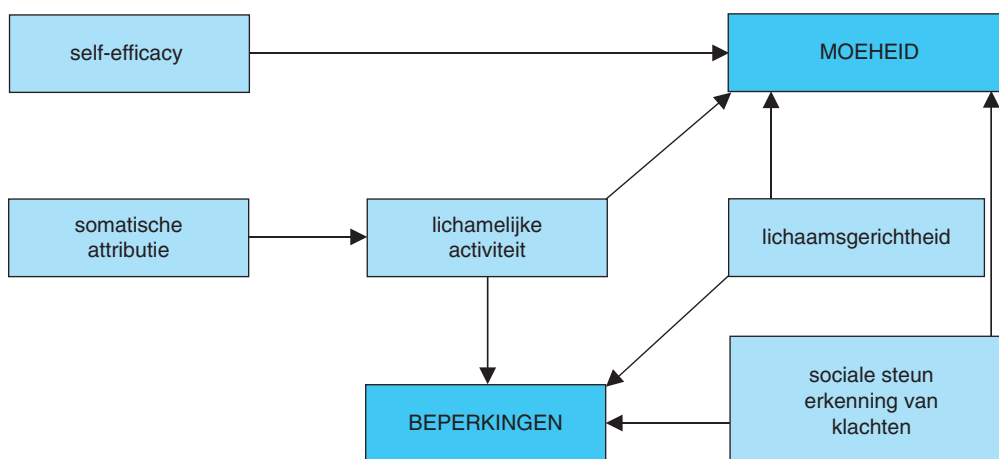 self-efficacy
MOEHEID
somatische
attributie
lichamelijke
activiteit
lichaamsgerichtheid
BEPERKINGEN
sociale steun
erkenning van
klachten